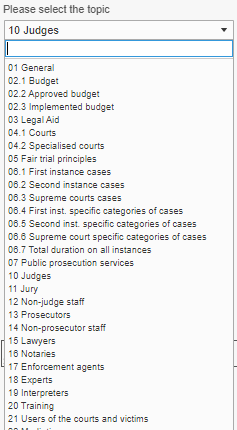 Please select the topic
10 Judges
01 General
02.1 Budget
02.2 Approved budget
02.3 Implemented budget
03 Legal Aid
04.1 Courts
04.2 Specialised courts
05 Fair trial principles
06.1 First instance cases
06.2 Second instance cases
06.3 Supreme courts cases
06.4 First inst. specific categories of cases
06.5 Second inst. specific categories of cases
06.6 Supreme court specific categories of cases
06.7 Total duration on all instances
07 Public prosecution services
10 Judges
11 Jury
12 Non-judge staff
13 Prosecutors
14 Non-prosecutor staff
15 Lawyers
16 Notaries
17 Enforcement agents
18 Experts
19 Interpreters
20 Training
21 Users of the courts and victims